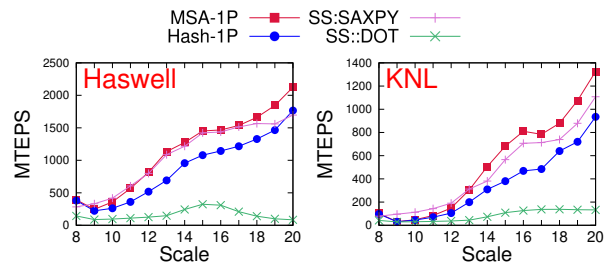 MSA-1P
SS:SAXPY
Hash-1P
SS::DOT
Haswell
KNL
MTEPS
2500
2000
1500
1000
500
0
8 10 12 14 16 18 20
Scale
MTEPS
1400
1200
1000
800
600
400
200
0
8 10 12 14 16 18 20
Scale